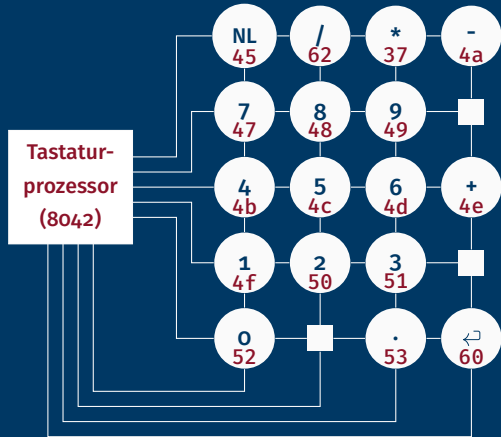 NL / * -
45 62 37 4a
7 8 9
47 48 49
Tastatur-
prozessor
(8042)
4 5 6 +
4b 4c 4d 4e
1 2 3
4f 50 51
0 . ↵
52 53 60